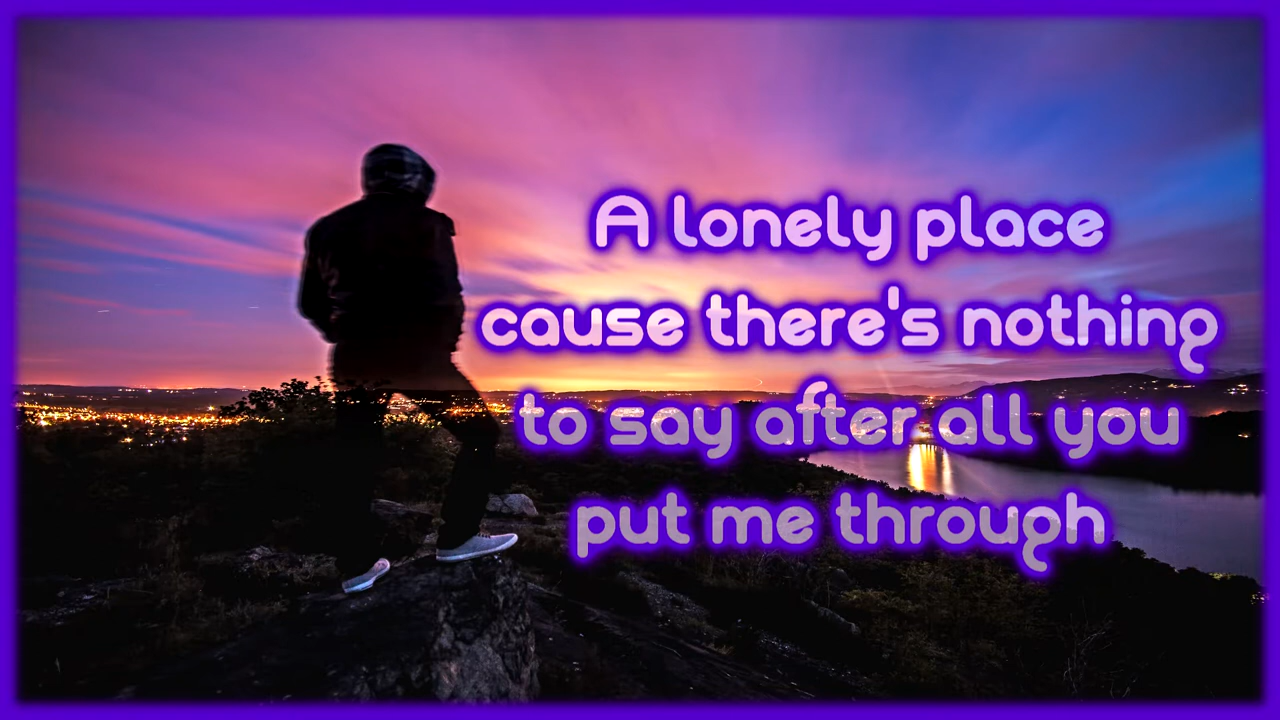 A lonely place
cause there's nothing
to say after all you
put me through